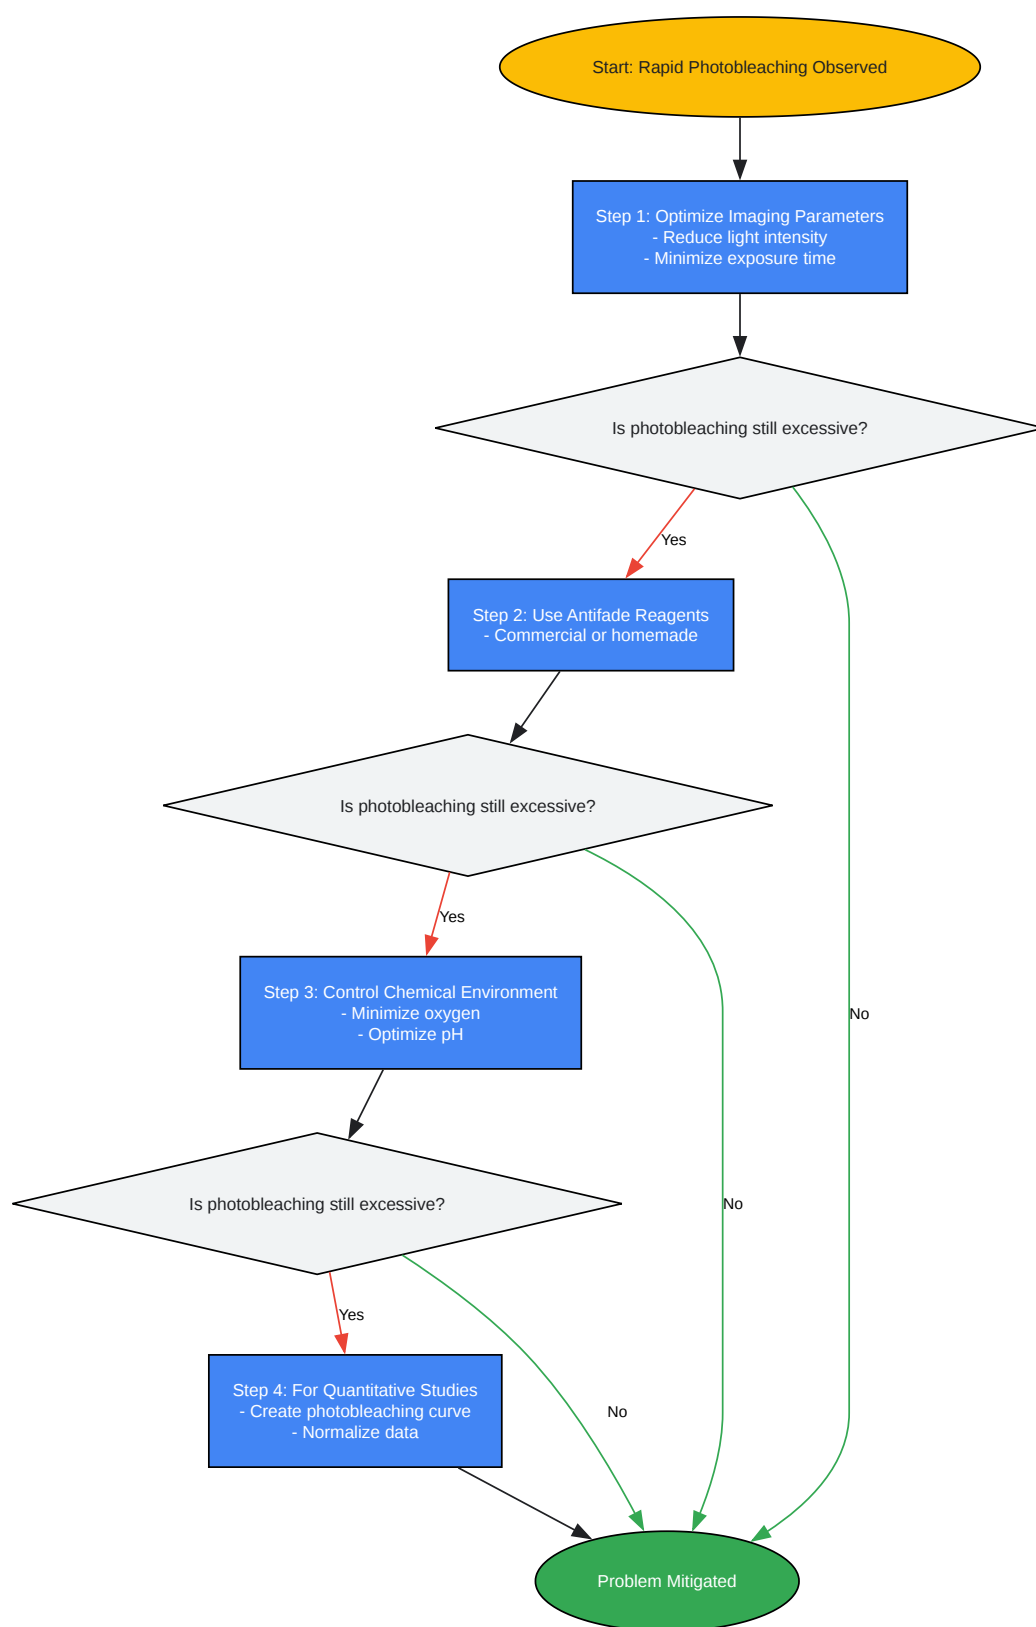 Start: Rapid Photobleaching Observed
Step 1: Optimize Imaging Parameters
- Reduce light intensity
- Minimize exposure time
Is photobleaching still excessive?
Yes
Step 2: Use Antifade Reagents
- Commercial or homemade
Is photobleaching still excessive?
Yes
Step 3: Control Chemical Environment
- Minimize oxygen
- Optimize pH
No
Is photobleaching still excessive?
No
Yes
Step 4: For Quantitative Studies
- Create photobleaching curve
- Normalize data
No
Problem Mitigated